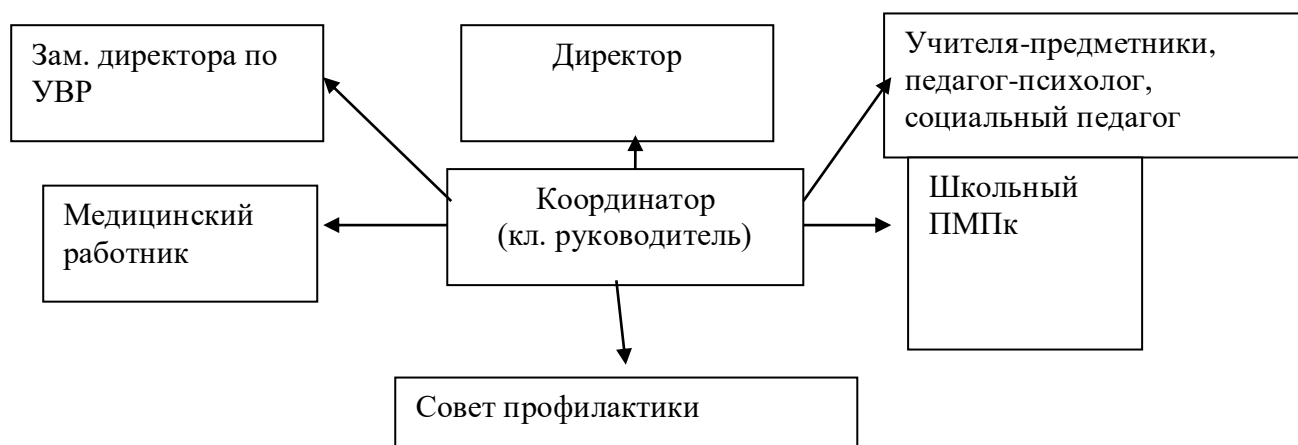 Зам. директора по
УВР
Директор
Учителя-предметники,
педагог-психолог,
социальный педагог
Медицинский
работник
Координатор
(кл. руководитель)
Школьный
ПМПк
Совет профилактики